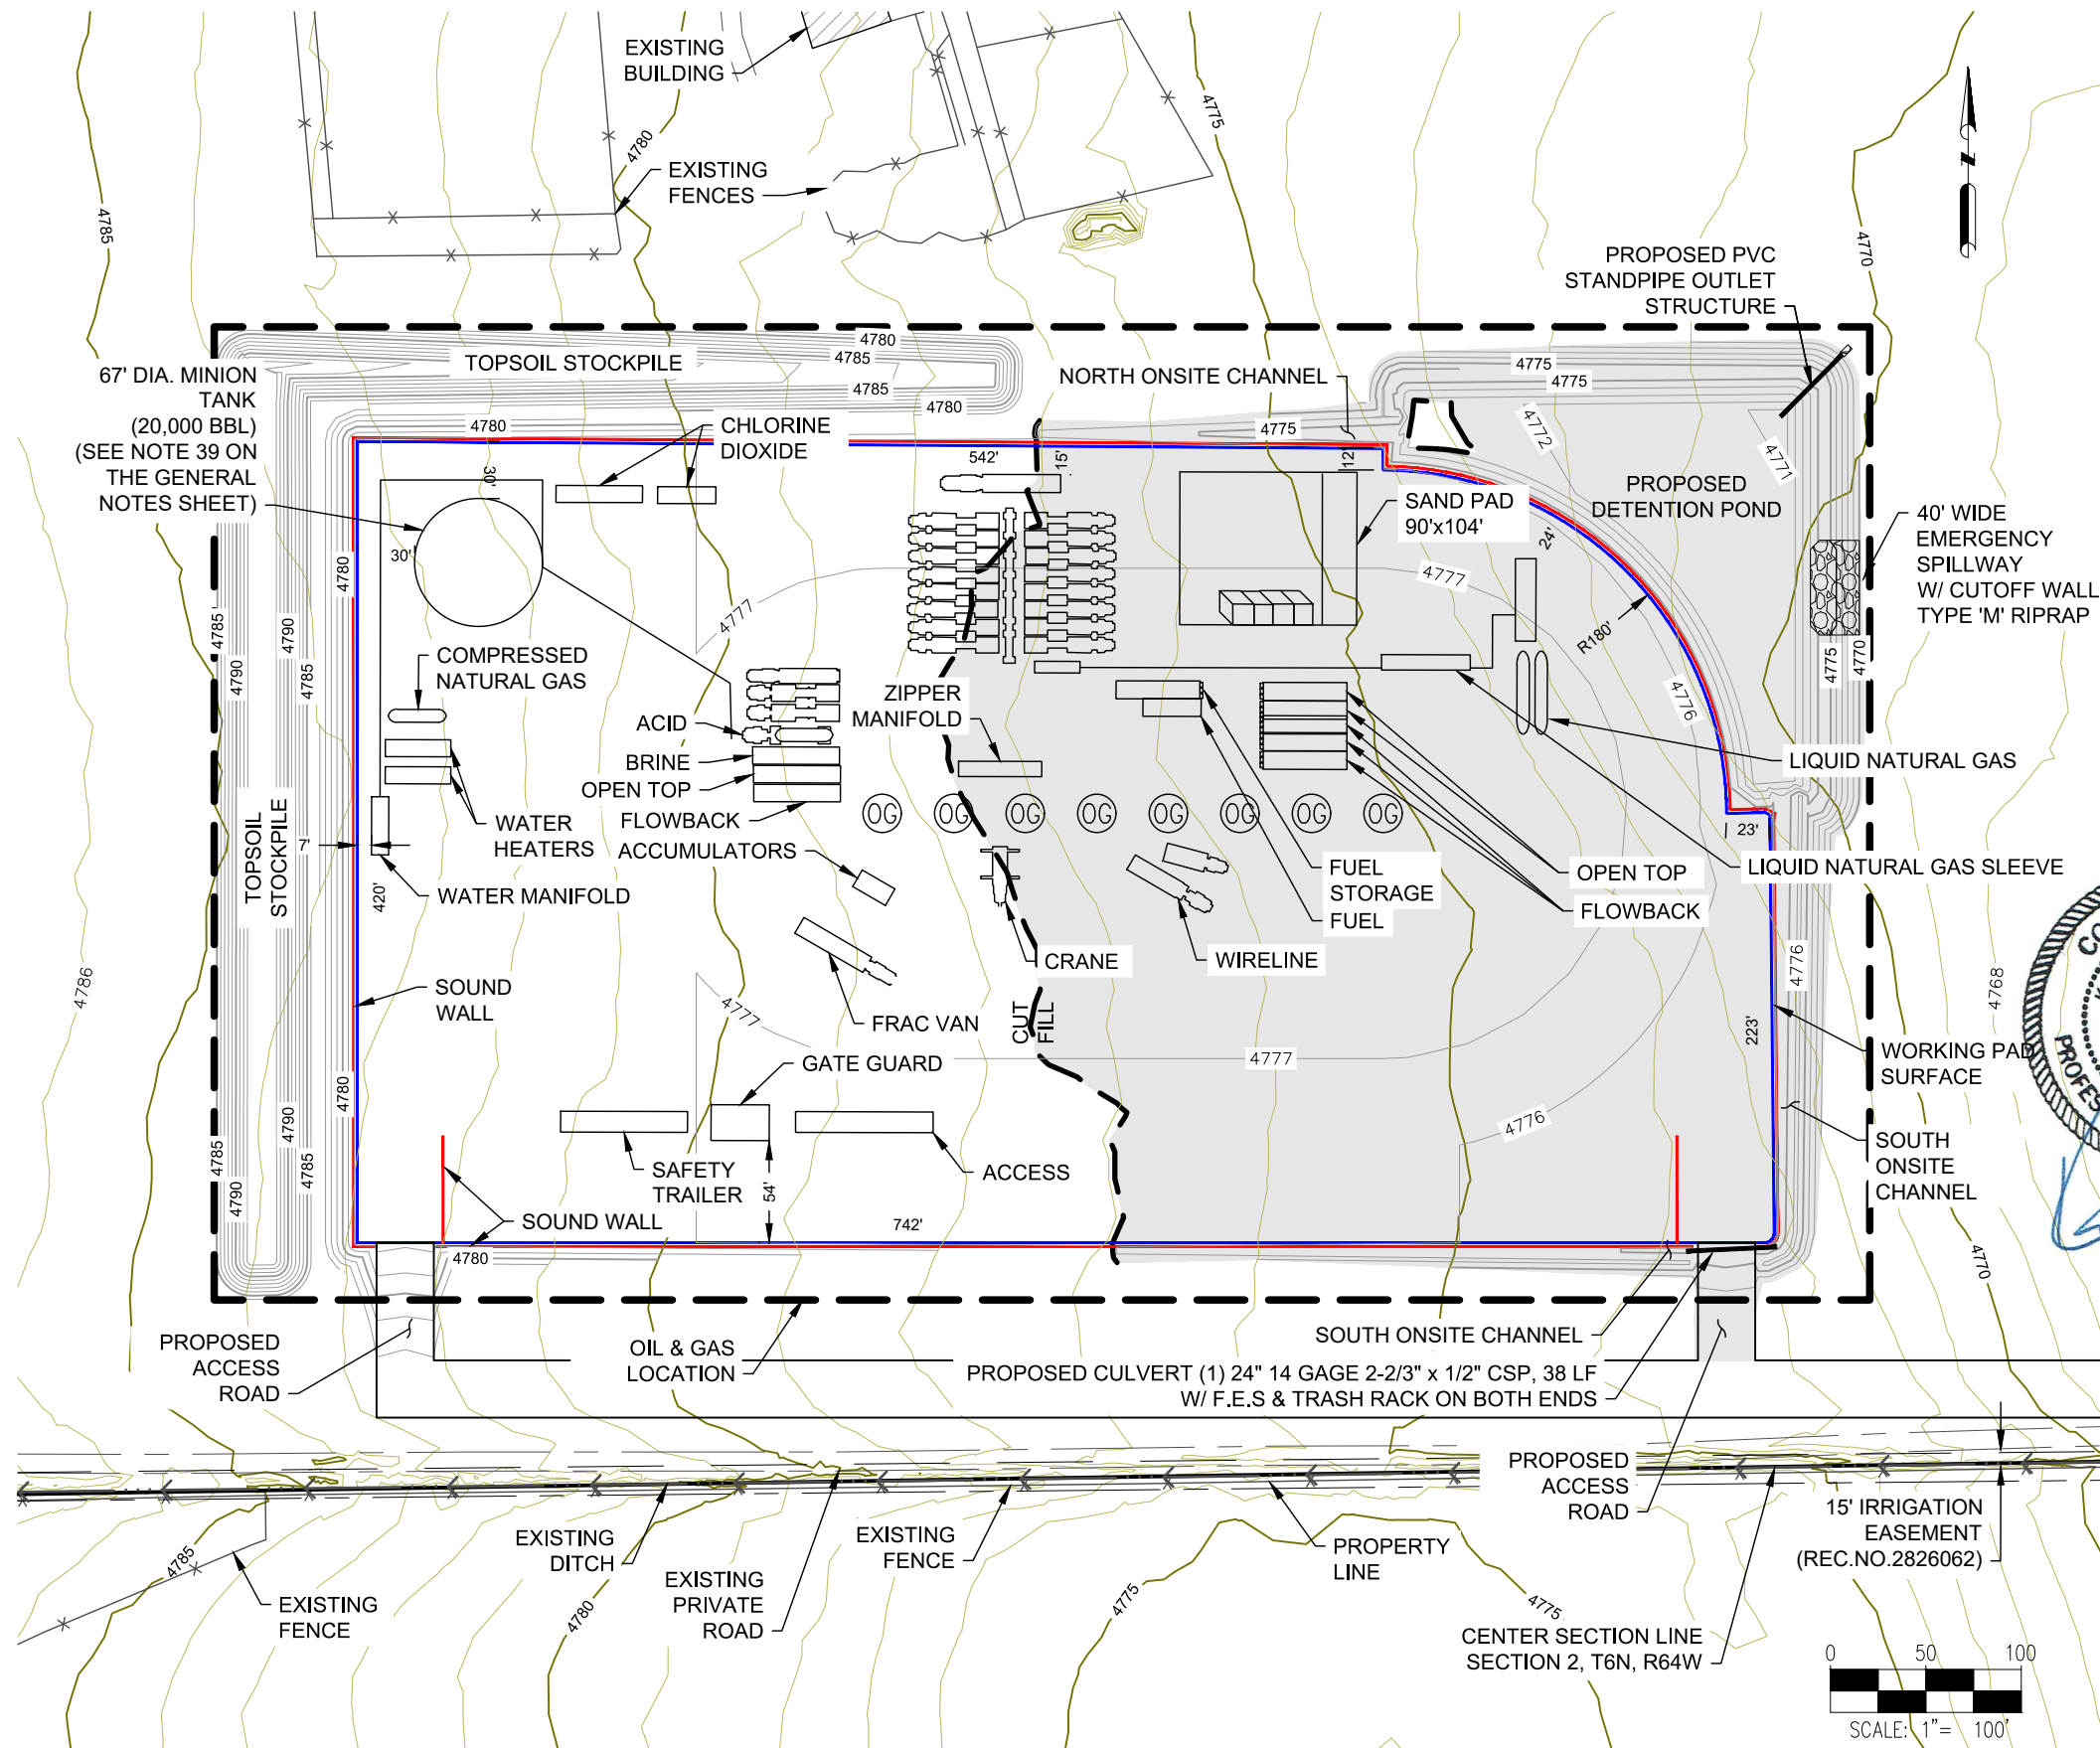 EXISTING
BUILDING
4780
4775
EXISTING
FENCES
4785
4770
PROPOSED PVC
STANDPIPE OUTLET
STRUCTURE
4780
4785
TOPSOIL STOCKPILE
4785
4780
4780
67' DIA. MINION
TANK
(20,000 BBL)
(SEE NOTE 39 ON
THE GENERAL
NOTES SHEET)
CHLORINE
DIOXIDE
NORTH ONSITE CHANNEL
4775
4775
4775
4772
4771
542'
15'
12'
30'
30'
SAND PAD
90'x104'
PROPOSED
DETENTION POND
24'
R180'
40' WIDE
EMERGENCY
SPILLWAY
W/ CUTOFF WALL
TYPE 'M' RIPRAP
4780
4785
4790
4790
4785
4777
4777
4776
4775
4770
COMPRESSED
NATURAL GAS
ZIPPER
MANIFOLD
ACID
BRINE
OPEN TOP
FLOWBACK
ACCUMULATORS
LIQUID NATURAL GAS
TOPSOIL
STOCKPILE
WATER
HEATERS
7'
WATER MANIFOLD
420'
OG
OG
OG
OG
OG
OG
OG
OG
23'
FUEL
STORAGE
FUEL
OPEN TOP
FLOWBACK
LIQUID NATURAL GAS SLEEVE
CRANE
WIRELINE
4786
4776
4768
SOUND
WALL
4777
FRAC VAN
CUT
FILL
4777
223'
GATE GUARD
WORKING PAD
SURFACE
PROFES
CO
4780
4785
4790
4790
4785
4776
SAFETY
TRAILER
54'
ACCESS
SOUTH
ONSITE
CHANNEL
SOUND WALL
742'
4780
4770
PROPOSED
ACCESS
ROAD
OIL & GAS
LOCATION
SOUTH ONSITE CHANNEL
PROPOSED CULVERT (1) 24" 14 GAGE 2-2/3" x 1/2" CSP, 38 LF
W/ F.E.S & TRASH RACK ON BOTH ENDS
PROPOSED
ACCESS
ROAD
15' IRRIGATION
EASEMENT
(REC.NO.2826062)
4785
EXISTING
DITCH
EXISTING
FENCE
PROPERTY
LINE
EXISTING
FENCE
EXISTING
PRIVATE
ROAD
4780
4775
4775
CENTER SECTION LINE
SECTION 2, T6N, R64W
0 50 100
SCALE: 1"= 100'
N